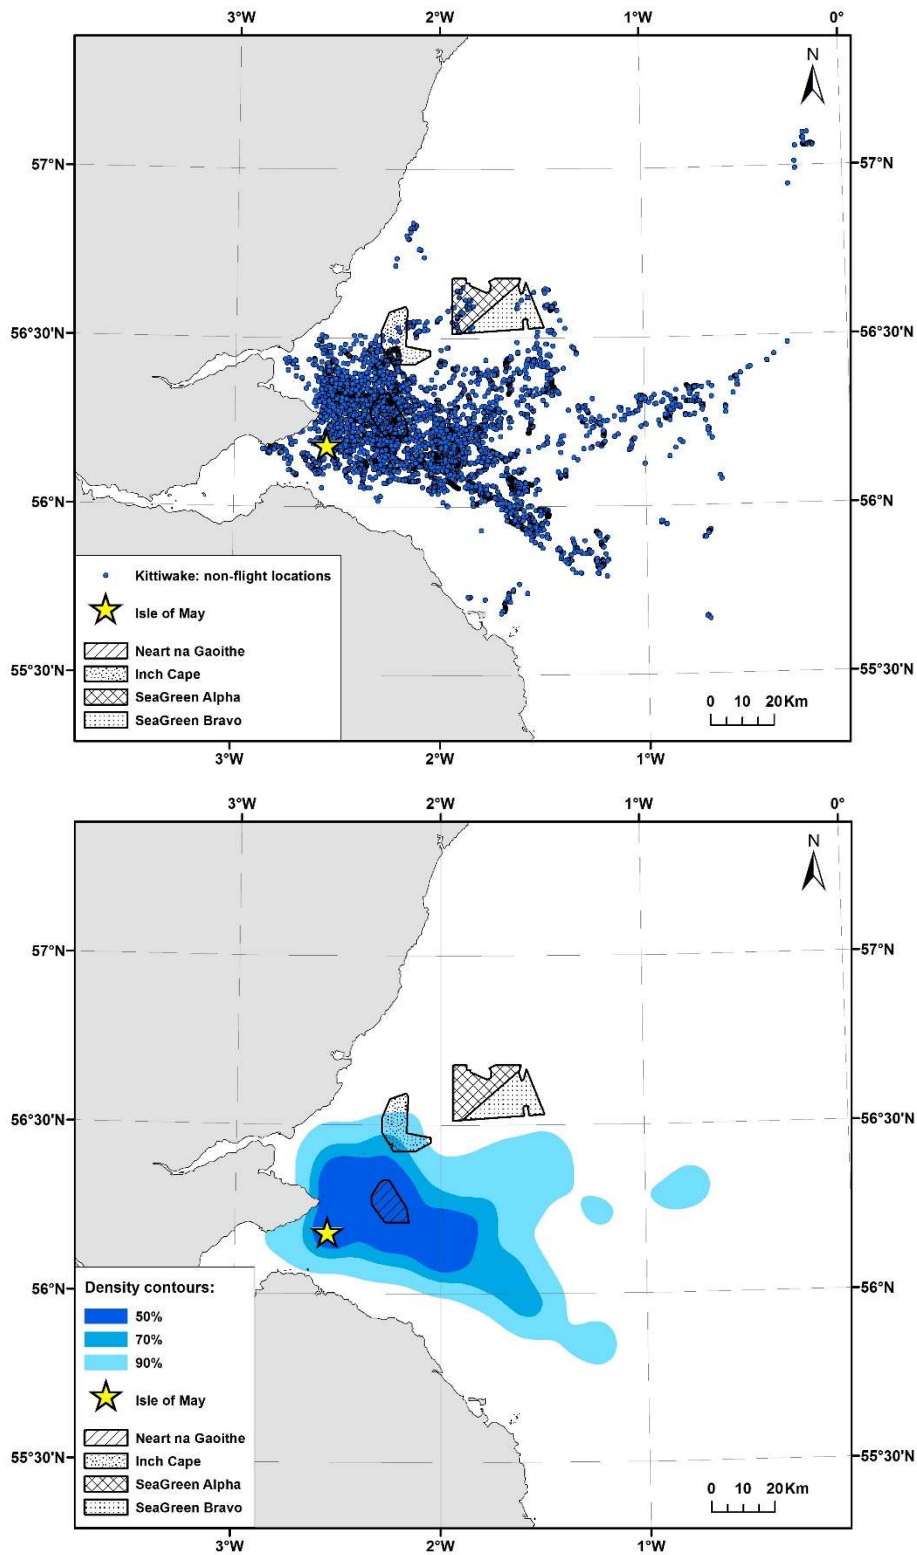 3°W 2°W 1°W 0°
N
57°N 57°N
56°30'N 56°30'N
56°N 56°N
Kittiwake: non-flight locations
Isle of May
Neart na Gaoithe
55°30'N 55°30'N
Inch Cape
SeaGreen Alpha
0 10 20 Km
SeaGreen Bravo
3°W 2°W 1°W
3°W 2°W 1°W 0°
N
57°N 57°N
56°30'N 56°30'N
56°N 56°N
Density contours:
50%
70%
90%
Isle of May
Neart na Gaoithe
55°30'N 55°30'N
Inch Cape
SeaGreen Alpha
0 10 20 Km
SeaGreen Bravo
3°W 2°W 1°W